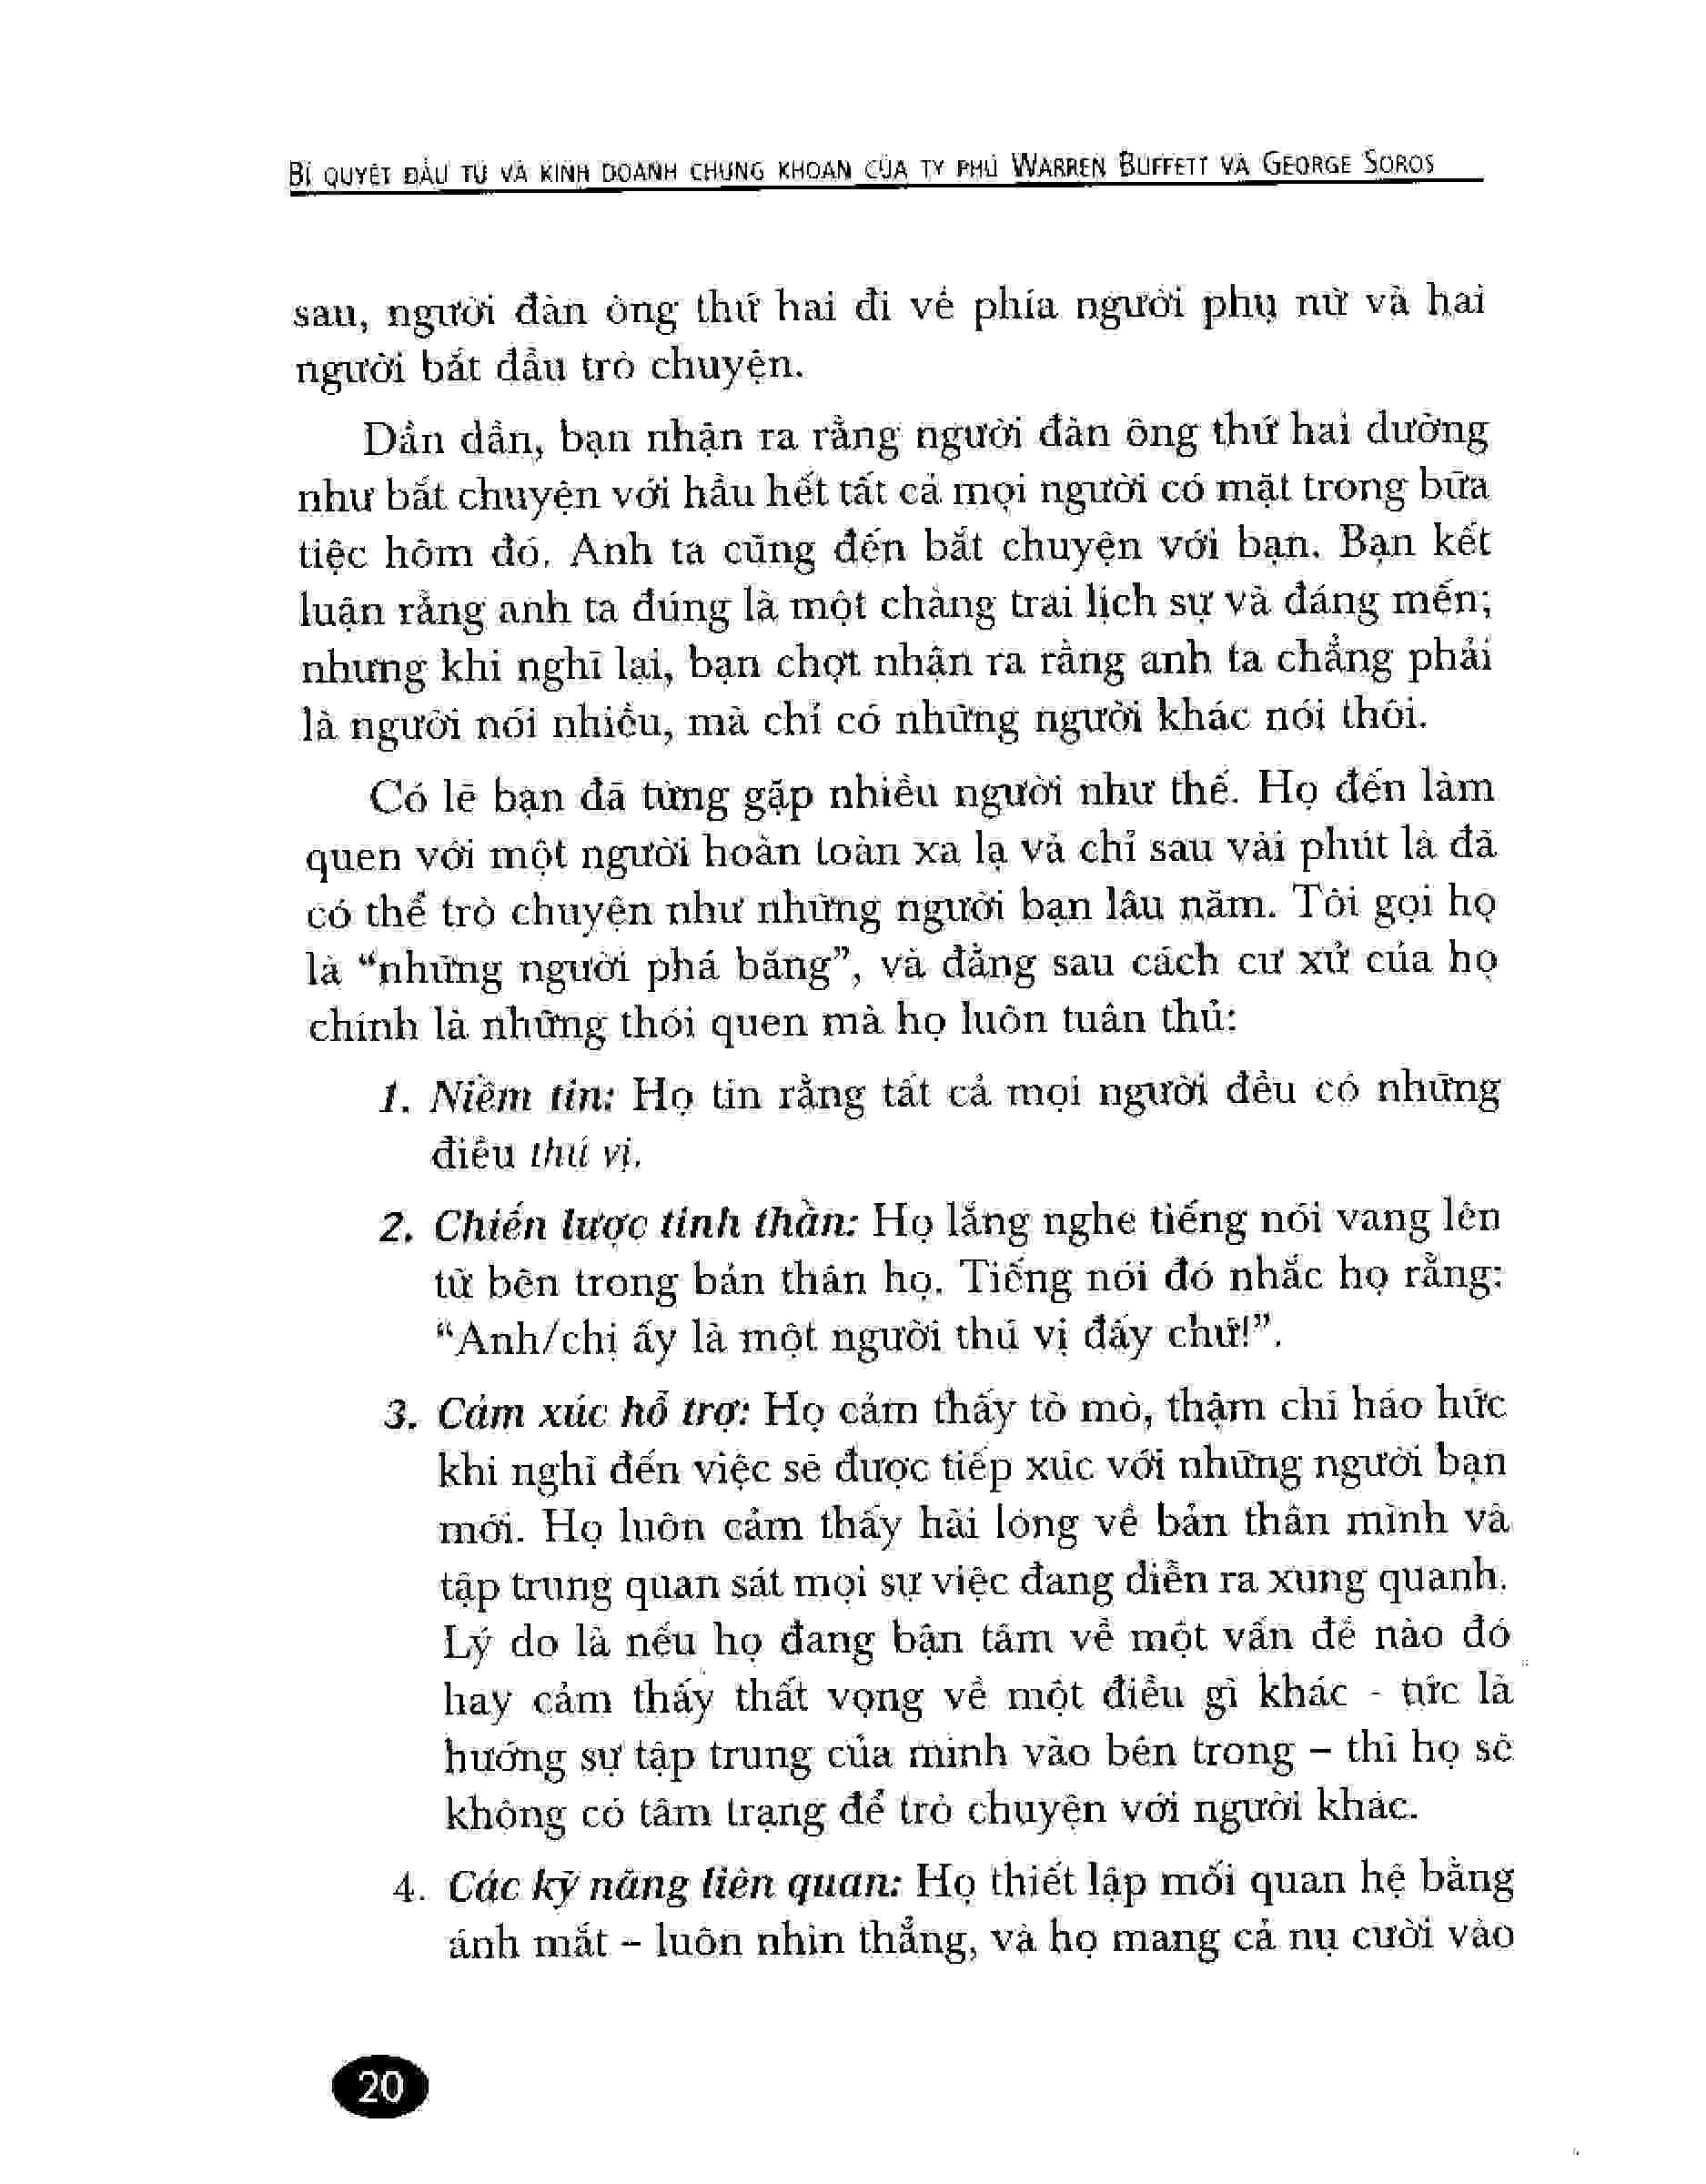 BÍ QUYẾT ĐẦU TƯ VÀ KINH DOANH CHỨNG KHOÁN CỦA TỶ PHÚ WARREN BUFFETT VÀ GEORGE SOROS
sau, người đàn ông thứ hai đi về phía người phụ nữ và hai
người bắt đầu trò chuyện.
Dần dần, bạn nhận ra rằng người đàn ông thứ hai dường
như bắt chuyện với hầu hết tất cả mọi người có mặt trong bữa
tiệc hôm đó. Anh ta cũng đến bắt chuyện với bạn. Bạn kết
luận rằng anh ta đúng là một chàng trai lịch sự và đáng mến;
nhưng khi nghĩ lại, bạn chợt nhận ra rằng anh ta chẳng phải
là người nói nhiều, mà chỉ có những người khác nói thôi.
Có lẽ bạn đã từng gặp nhiều người như thế. Họ đến làm
quen với một người hoàn toàn xa lạ và chỉ sau vài phút là đã
có thể trò chuyện như những người bạn lâu năm. Tôi gọi họ
là “những người phá băng”, và đằng sau cách cư xử của họ
chính là những thói quen mà họ luôn tuân thủ:
1. Niềm tin: Họ tin rằng tất cả mọi người đều có những
điều thú vị.
2. Chiến lược tinh thần: Họ lắng nghe tiếng nói vang lên
từ bên trong bản thân họ. Tiếng nói đó nhắc họ rằng:
“Anh/chị ấy là một người thú vị đấy chứ!”.
3. Cảm xúc hỗ trợ: Họ cảm thấy tò mò, thậm chí háo hức
khi nghĩ đến việc sẽ được tiếp xúc với những người bạn
mới. Họ luôn cảm thấy hài lòng về bản thân mình và
tập trung quan sát mọi sự việc đang diễn ra xung quanh.
Lý do là nếu họ đang bận tâm về một vấn đề nào đó
hay cảm thấy thất vọng về một điều gì khác - tức là
hướng sự tập trung của mình vào bên trong – thì họ sẽ
không có tâm trạng để trò chuyện với người khác.
4. Các kỹ năng liên quan: Họ thiết lập mối quan hệ bằng
ánh mắt – luôn nhìn thẳng, và họ mang cả nụ cười vào
20